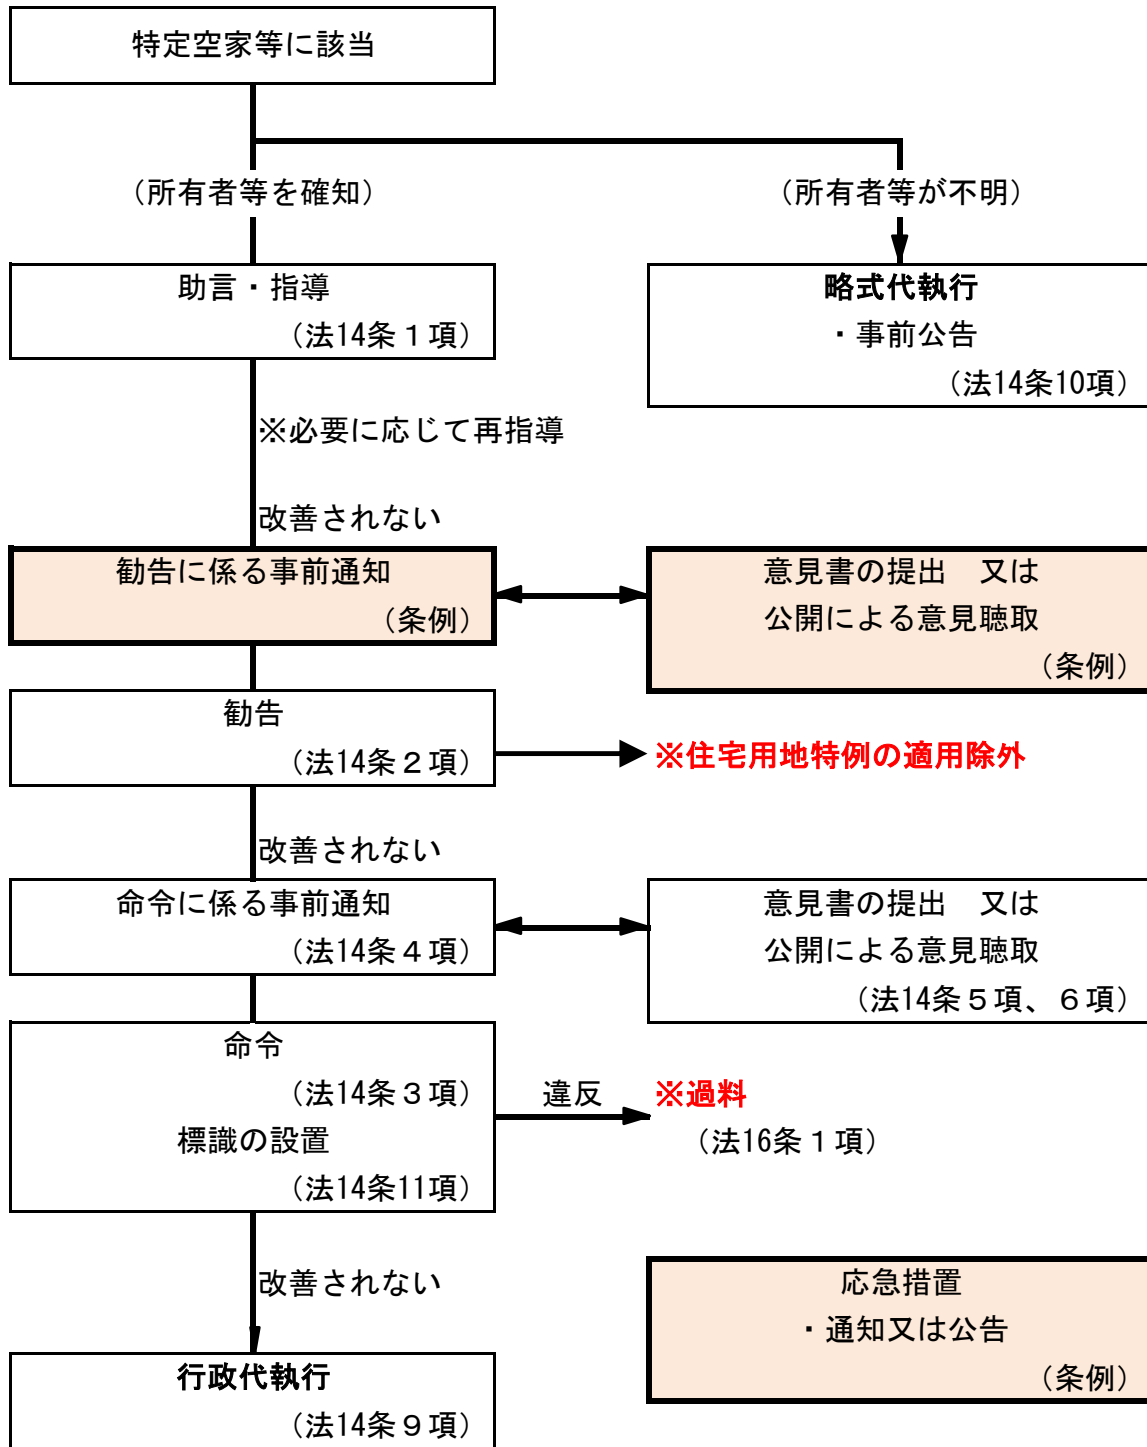 特定空家等に該当
（所有者等を確知）
（所有者等が不明）
助言・指導
（法14条１項）
略式代執行
・事前公告
（法14条10項）
※必要に応じて再指導
改善されない
勧告に係る事前通知
（条例）
意見書の提出　又は
公開による意見聴取
（条例）
勧告
（法14条２項）
※住宅用地特例の適用除外
改善されない
命令に係る事前通知
（法14条４項）
意見書の提出　又は
公開による意見聴取
（法14条５項、６項）
命令
（法14条３項）
標識の設置
（法14条11項）
違反
※過料
（法16条１項）
改善されない
応急措置
・通知又は公告
（条例）
行政代執行
（法14条９項）